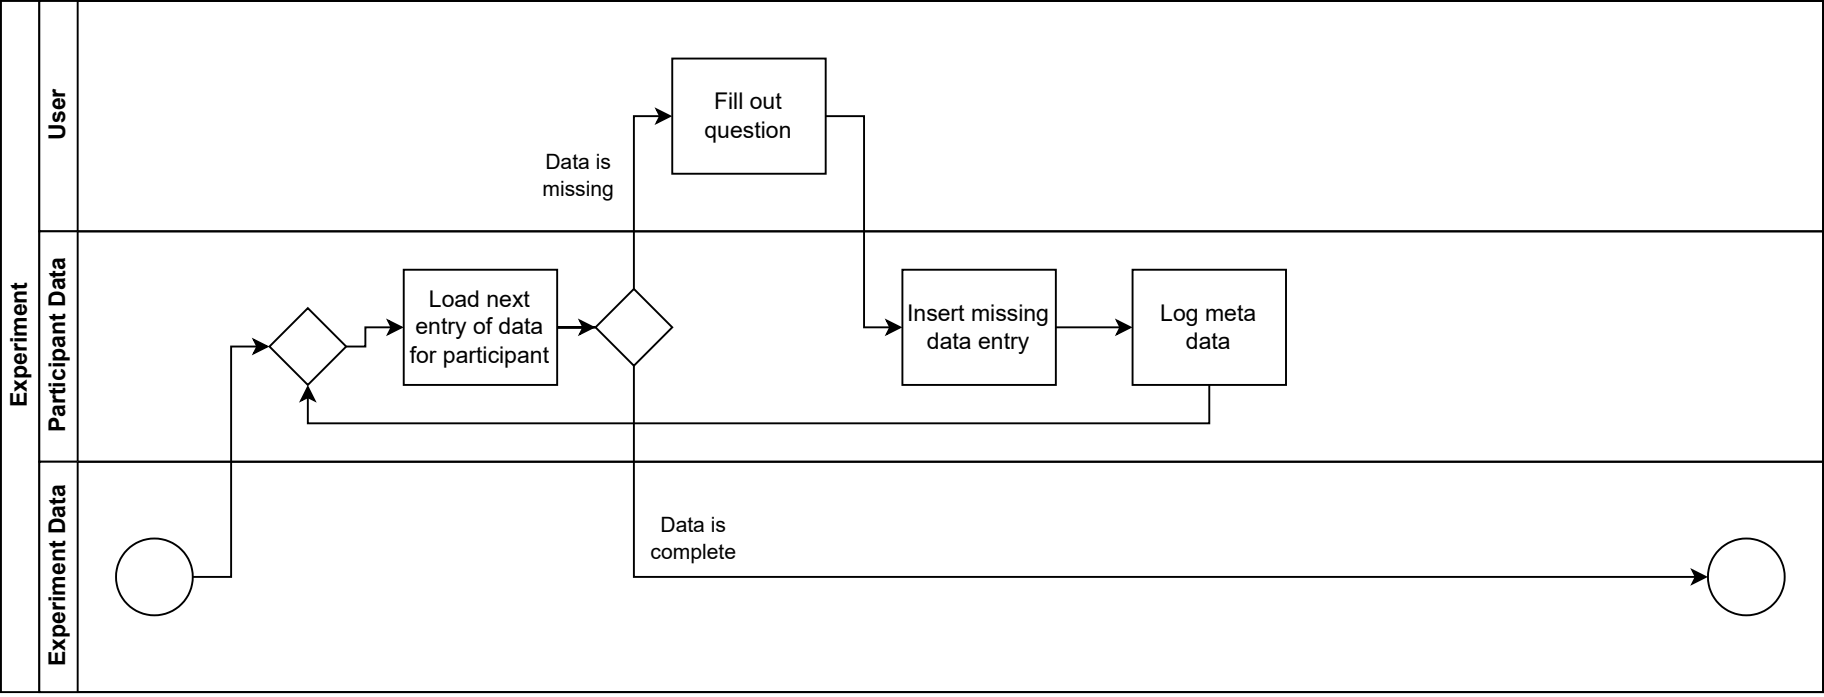 Experiment
User
Fill out
question
Data is
missing
Participant Data
Load next
entry of data
for participant
Insert missing
data entry
Log meta
data
Experiment Data
Data is
complete